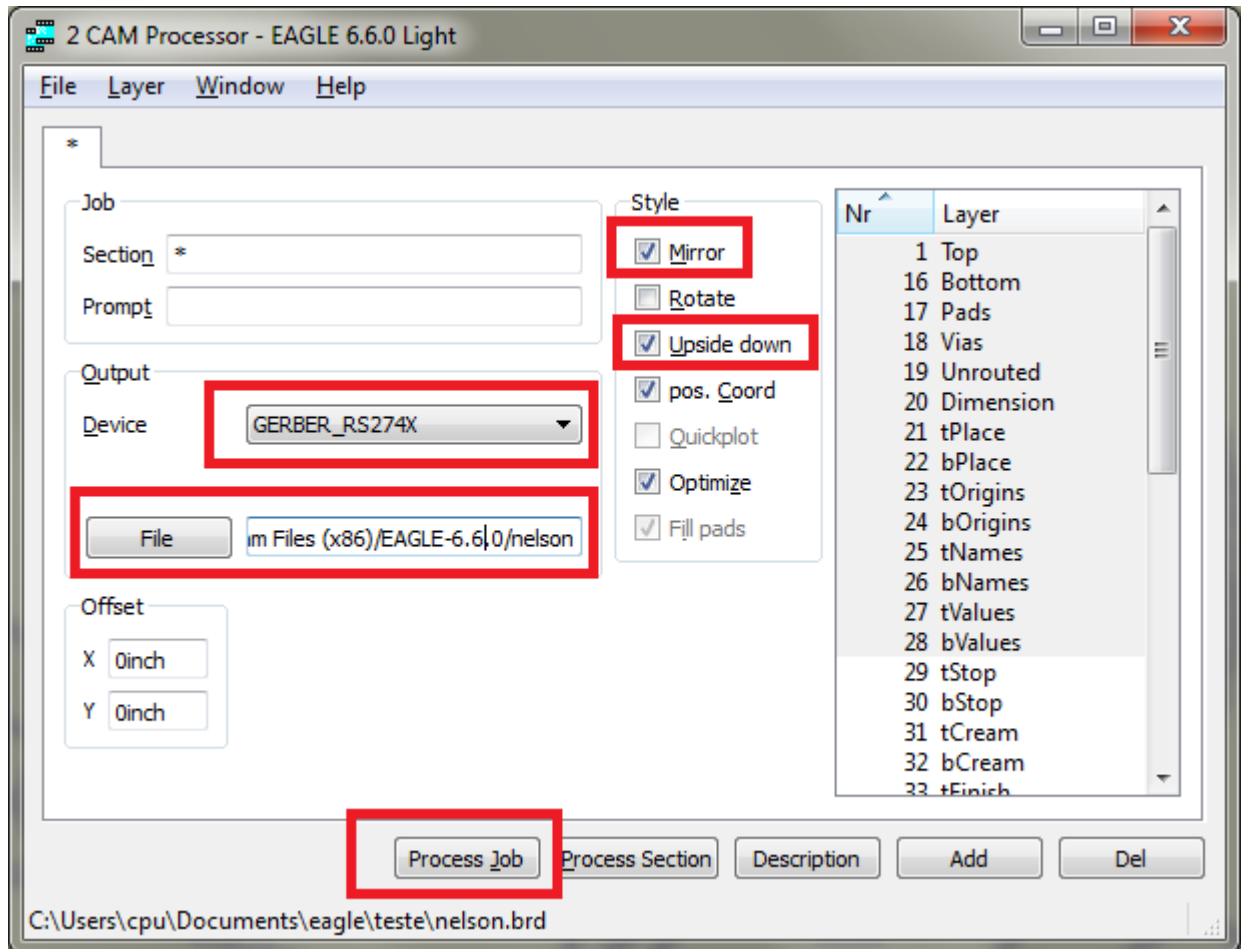 2 CAM Processor - EAGLE 6.6.0 Light
File Layer Window Help
*
Job
Section *
Prompt
Output
Device GERBER_RS274X
File am Files (x86)/EAGLE-6.6.0/nelson
Offset
X 0inch
Y 0inch
Style
Mirror
Rotate
Upside down
pos. Coord
Quickplot
Optimize
Fill pads
Nr Layer
1 Top
16 Bottom
17 Pads
18 Vias
19 Unrouted
20 Dimension
21 tPlace
22 bPlace
23 tOrigins
24 bOrigins
25 tNames
26 bNames
27 tValues
28 bValues
29 tStop
30 bStop
31 tCream
32 bCream
33 tFinish
Process Job Process Section Description Add Del
C:\Users\cpu\Documents\eagle\teste\nelson.brd